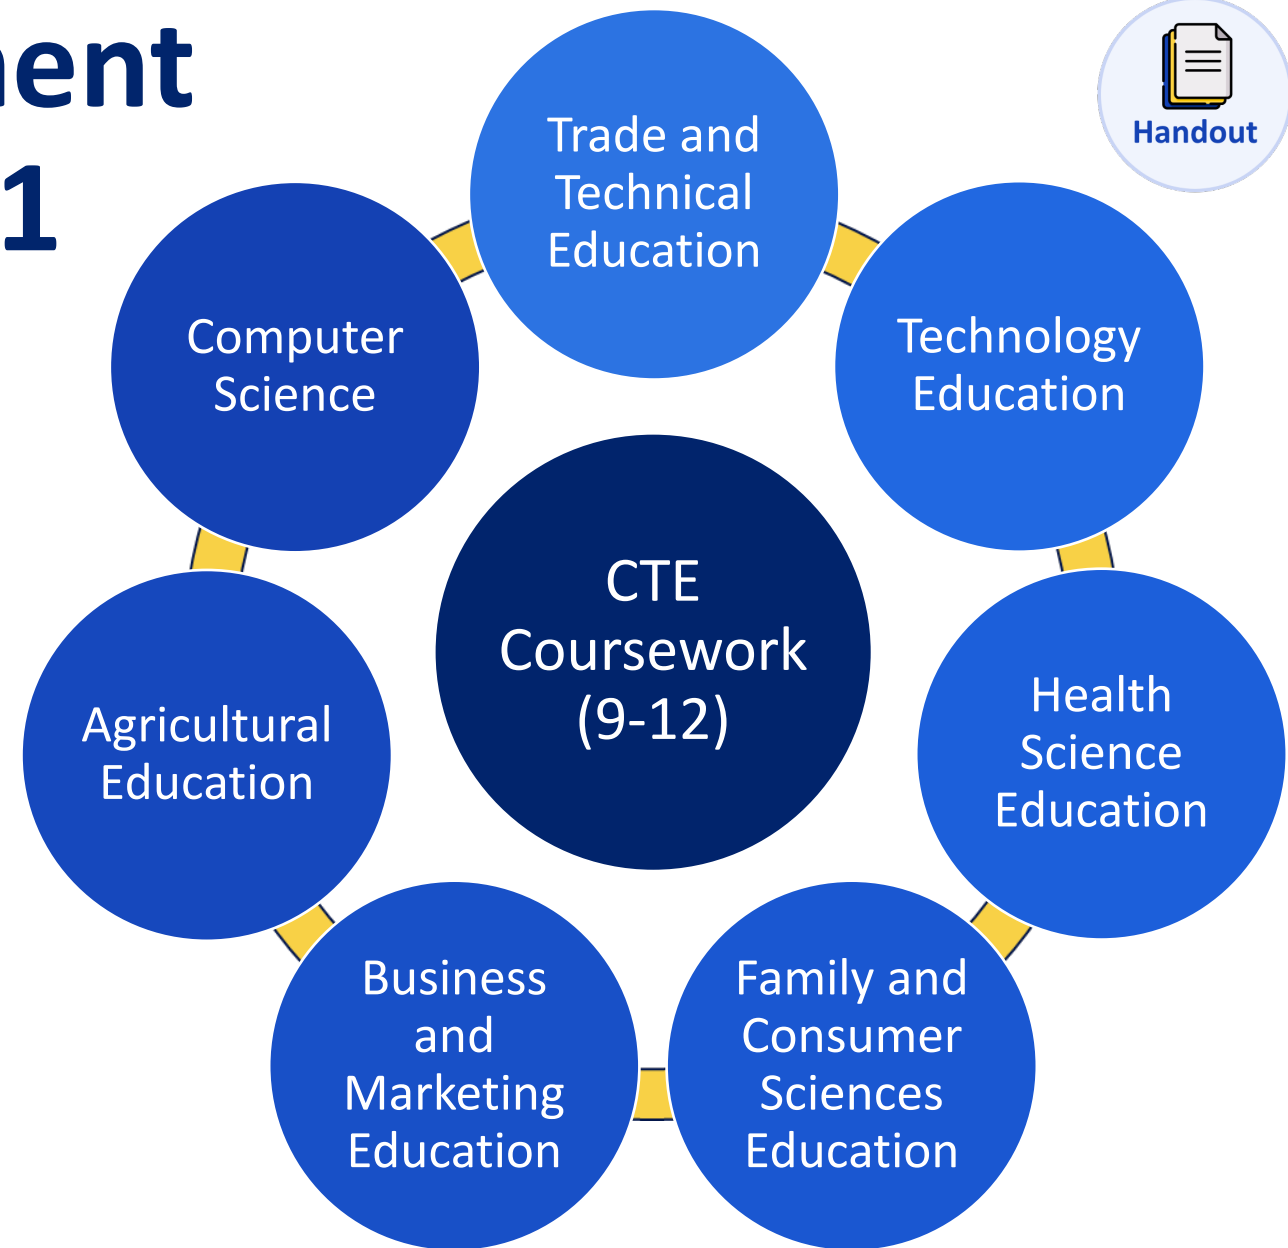 1
Handout
Trade and
Technical
Education
Technology
Education
Health
Science
Education
Family and
Consumer
Sciences
Education
Business
and
Marketing
Education
Agricultural
Education
Computer
Science
CTE
Coursework
(9-12)